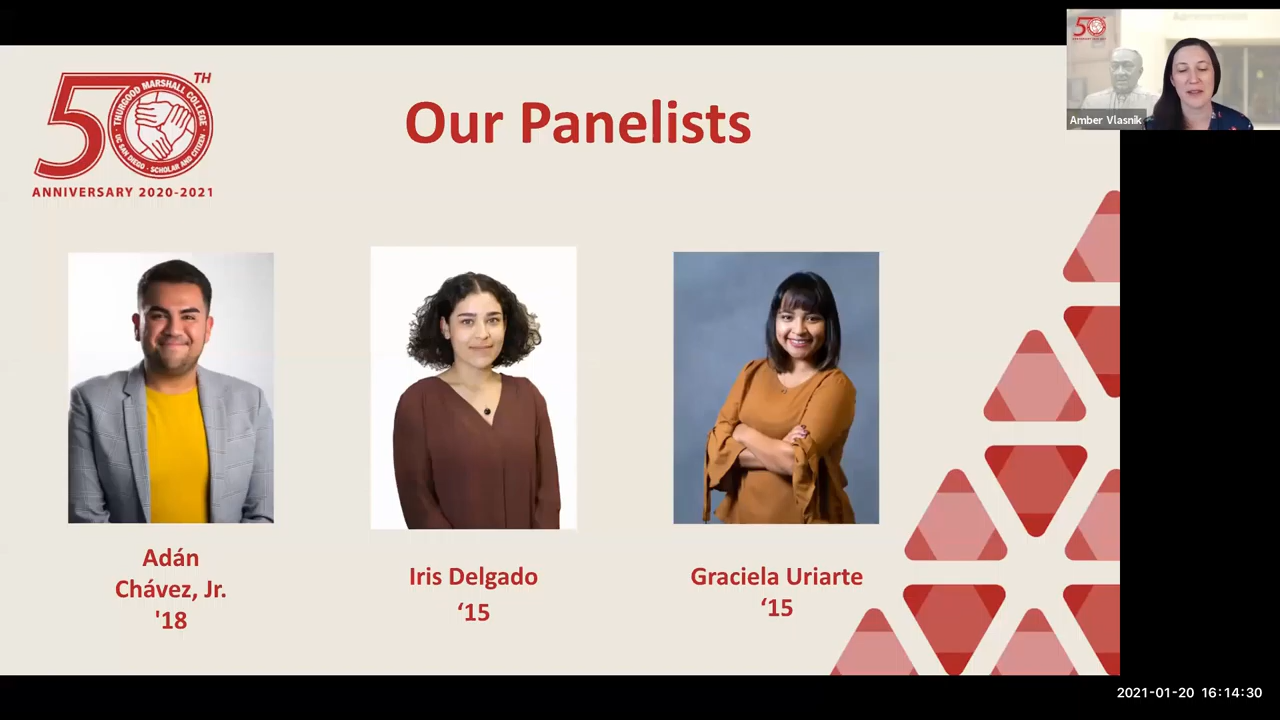 50TH
THURGOOD MARSHALL COLLEGE
UC SAN DIEGO · SCHOLAR AND CITIZEN
ANNIVERSARY 2020-2021
Our Panelists
Amber Vlasnik
Adán
Chávez, Jr.
'18
Iris Delgado
‘15
Graciela Uriarte
‘15
2021-01-20 16:14:30